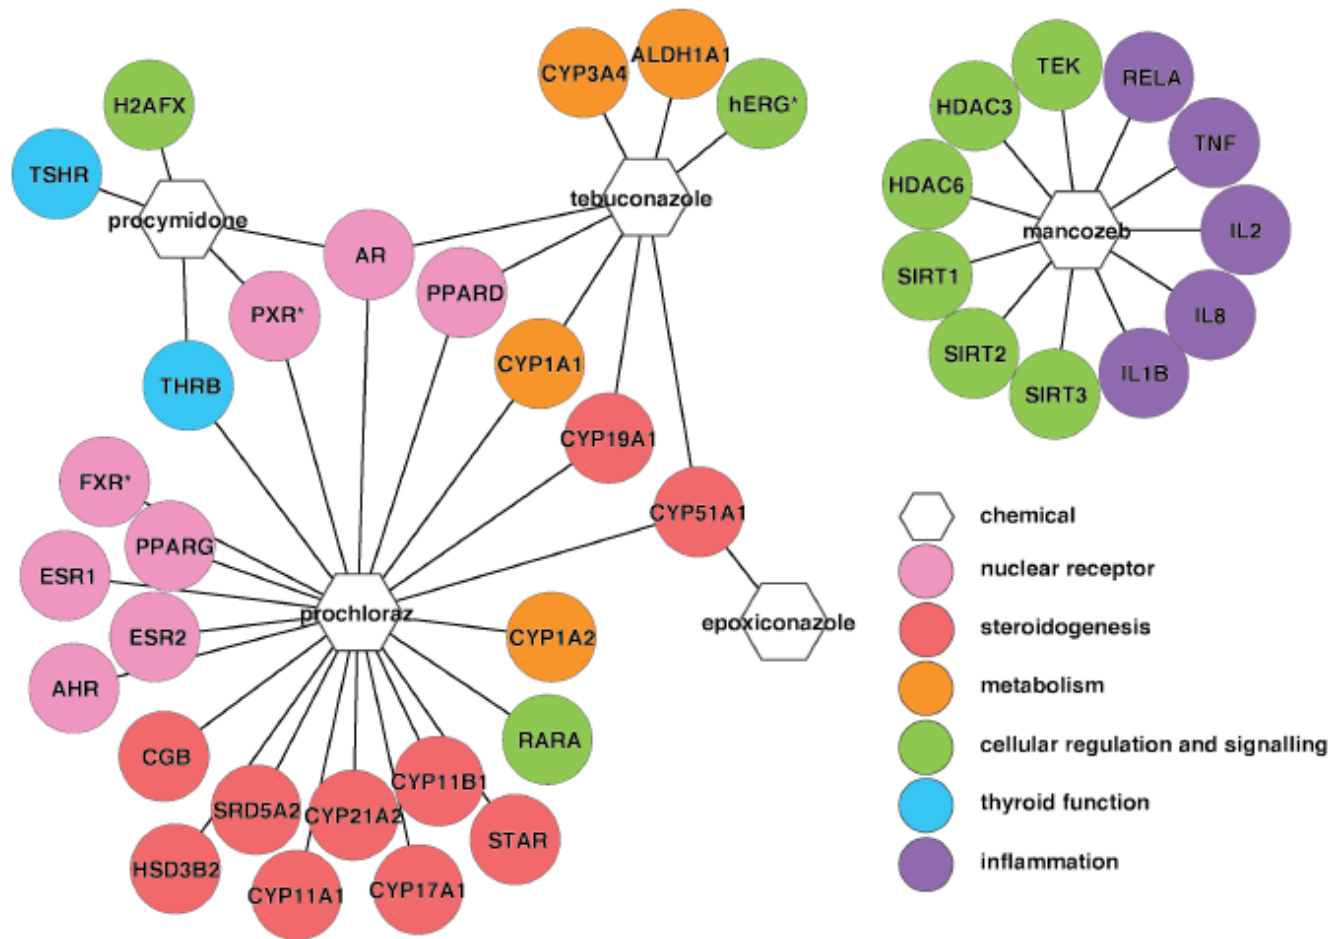 CYP3A4
ALDH1A1
hERG*
H2AFX
TSHR
procymidone
tebuconazole
AR
PPARD
PXR*
CYP1A1
THRB
CYP19A1
FXR*
PPARG
CYP51A1
ESR1
ESR2
AHR
prochloraz
CYP1A2
epoxiconazole
RARA
CGB
SRD5A2
CYP21A2
CYP11B1
STAR
HSD3B2
CYP11A1
CYP17A1
TEK
RELA
HDAC3
TNF
HDAC6
mancozeb
IL2
SIRT1
IL8
SIRT2
IL1B
SIRT3
chemical
nuclear receptor
steroidogenesis
metabolism
cellular regulation and signalling
thyroid function
inflammation